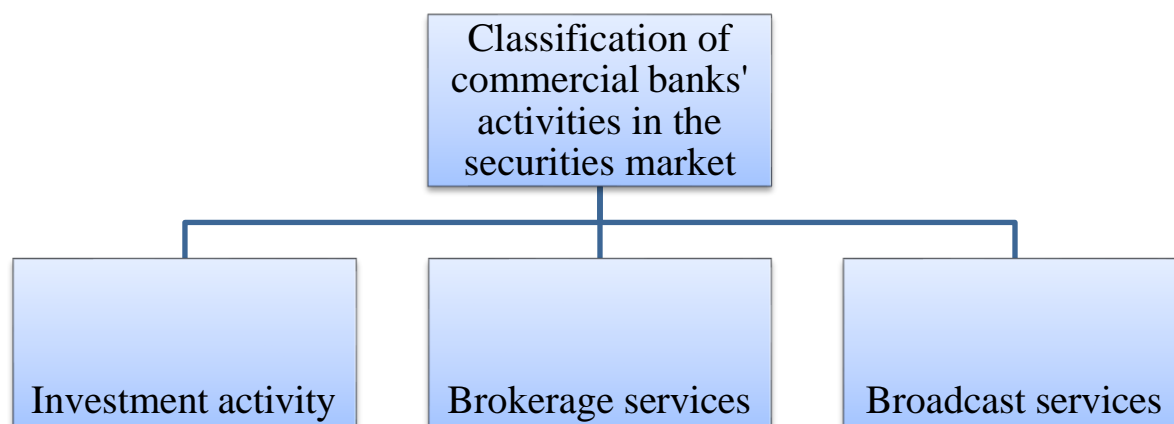 Classification of
commercial banks'
activities in the
securities market
Investment activity
Brokerage services
Broadcast services